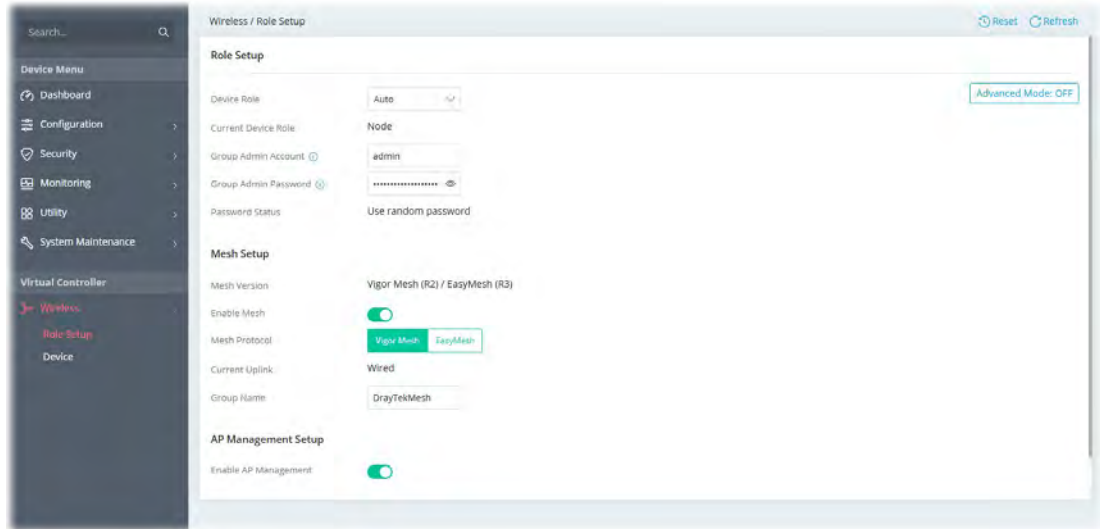 Search...
Device Menu
Dashboard
Configuration
Security
Monitoring
Utility
System Maintenance
Virtual Controller
Wireless
Role Setup
Device
Wireless / Role Setup
Reset
Refresh
Role Setup
Advanced Mode: OFF
Device Role Auto
Current Device Role Node
Group Admin Account admin
Group Admin Password ••••••••••••••••••
Password Status Use random password
Mesh Setup
Mesh Version Vigor Mesh (R2) / EasyMesh (R3)
Enable Mesh
Mesh Protocol Vigor Mesh EasyMesh
Current Uplink Wired
Group Name DrayTekMesh
AP Management Setup
Enable AP Management